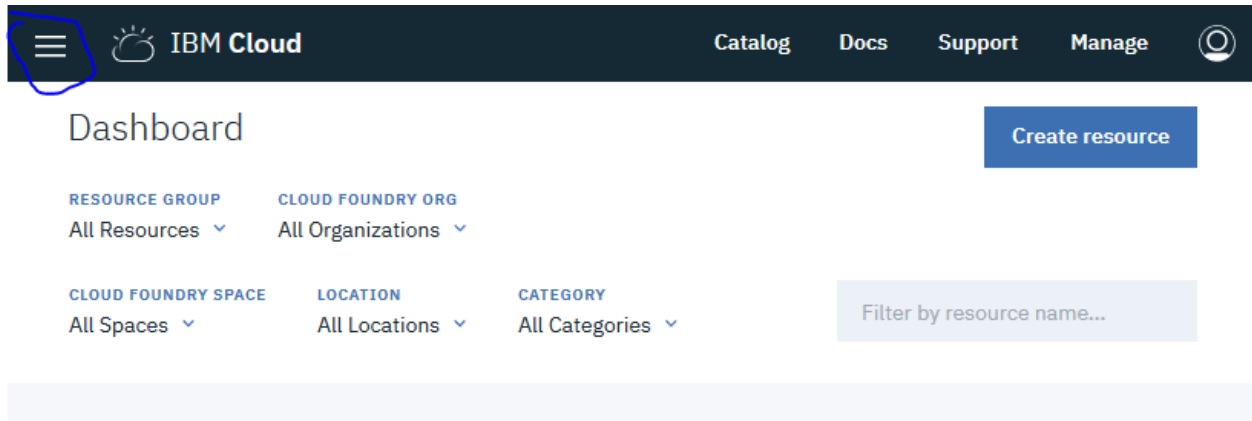 IBM Cloud Catalog Docs Support Manage
Dashboard Create resource
RESOURCE GROUP CLOUD FOUNDRY ORG
All Resources All Organizations
CLOUD FOUNDRY SPACE LOCATION CATEGORY
All Spaces All Locations All Categories Filter by resource name...